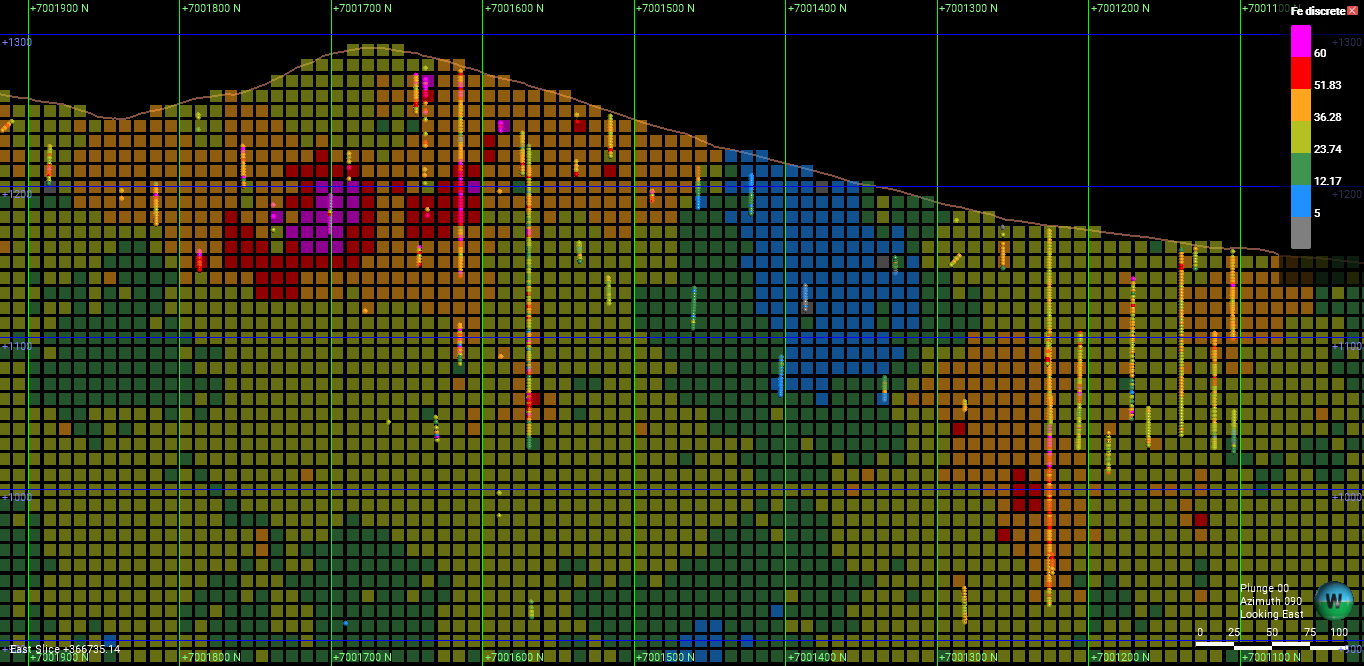 +7001900 N +7001800 N +7001700 N +7001600 N +7001500 N +7001400 N +7001300 N +7001200 N +7001100
Fe discrete
+1300 +1300
60
51.83
36.28
23.74
12.17
+1200 +1200
5
+1100 +1100
+1000 +1000
Plunge 00
Azimuth 090
Looking East
W
0 25 50 75 100
East Slice +366735.14
+7001900 N +7001800 N +7001700 N +7001600 N +7001500 N +7001400 N +7001300 N +7001200 N +7001100 N